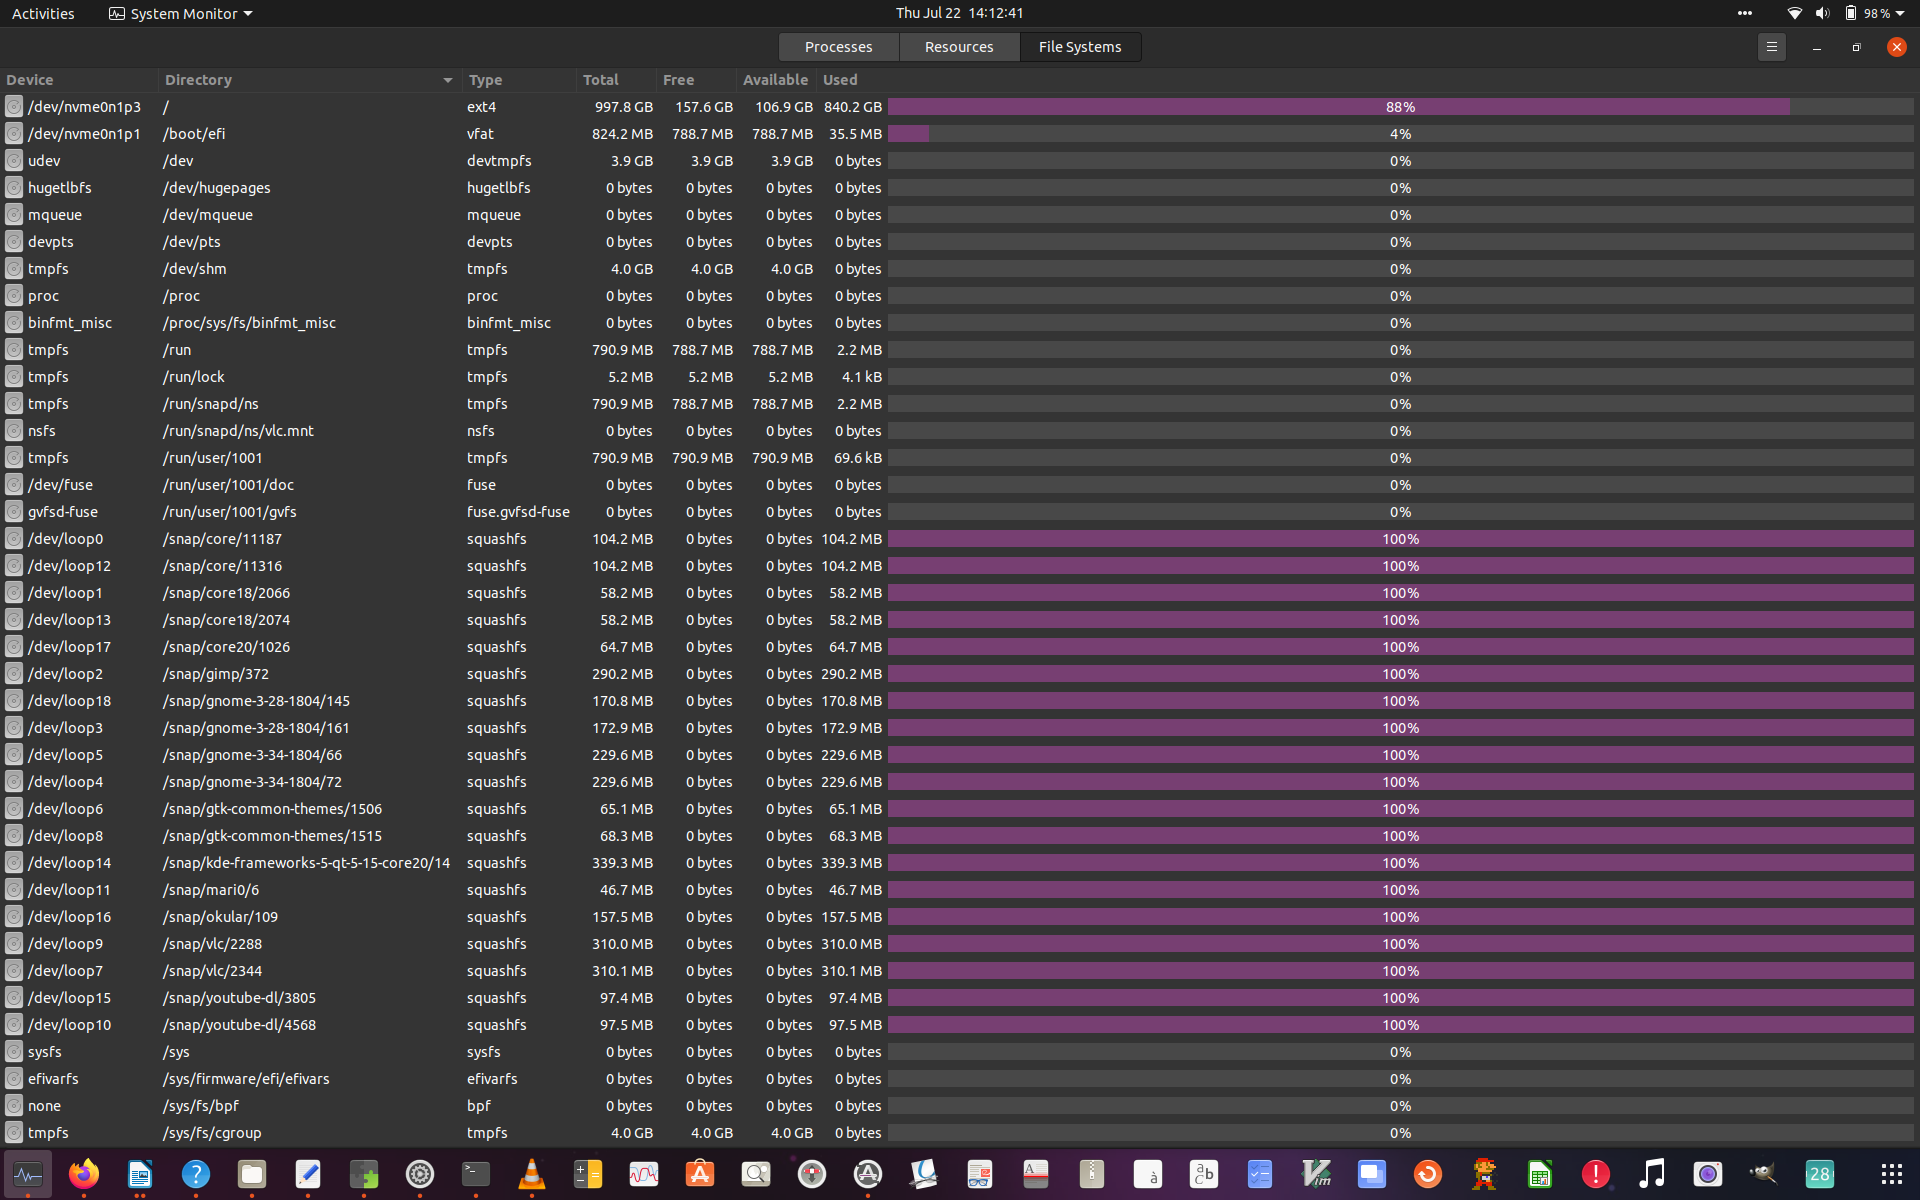 Activities System Monitor Thu Jul 22 14:12:41 98 %
Processes Resources File Systems
Device Directory Type Total Free Available Used
/dev/nvme0n1p3 / ext4 997.8 GB 157.6 GB 106.9 GB 840.2 GB 88%
/dev/nvme0n1p1 /boot/efi vfat 824.2 MB 788.7 MB 788.7 MB 35.5 MB 4%
udev /dev devtmpfs 3.9 GB 3.9 GB 3.9 GB 0 bytes 0%
hugetlbfs /dev/hugepages hugetlbfs 0 bytes 0 bytes 0 bytes 0 bytes 0%
mqueue /dev/mqueue mqueue 0 bytes 0 bytes 0 bytes 0 bytes 0%
devpts /dev/pts devpts 0 bytes 0 bytes 0 bytes 0 bytes 0%
tmpfs /dev/shm tmpfs 4.0 GB 4.0 GB 4.0 GB 0 bytes 0%
proc /proc proc 0 bytes 0 bytes 0 bytes 0 bytes 0%
binfmt_misc /proc/sys/fs/binfmt_misc binfmt_misc 0 bytes 0 bytes 0 bytes 0 bytes 0%
tmpfs /run tmpfs 790.9 MB 788.7 MB 788.7 MB 2.2 MB 0%
tmpfs /run/lock tmpfs 5.2 MB 5.2 MB 5.2 MB 4.1 kB 0%
tmpfs /run/snapd/ns tmpfs 790.9 MB 788.7 MB 788.7 MB 2.2 MB 0%
nsfs /run/snapd/ns/vlc.mnt nsfs 0 bytes 0 bytes 0 bytes 0 bytes 0%
tmpfs /run/user/1001 tmpfs 790.9 MB 790.9 MB 790.9 MB 69.6 kB 0%
/dev/fuse /run/user/1001/doc fuse 0 bytes 0 bytes 0 bytes 0 bytes 0%
gvfsd-fuse /run/user/1001/gvfs fuse.gvfsd-fuse 0 bytes 0 bytes 0 bytes 0 bytes 0%
/dev/loop0 /snap/core/11187 squashfs 104.2 MB 0 bytes 0 bytes 104.2 MB 100%
/dev/loop12 /snap/core/11316 squashfs 104.2 MB 0 bytes 0 bytes 104.2 MB 100%
/dev/loop1 /snap/core18/2066 squashfs 58.2 MB 0 bytes 0 bytes 58.2 MB 100%
/dev/loop13 /snap/core18/2074 squashfs 58.2 MB 0 bytes 0 bytes 58.2 MB 100%
/dev/loop17 /snap/core20/1026 squashfs 64.7 MB 0 bytes 0 bytes 64.7 MB 100%
/dev/loop2 /snap/gimp/372 squashfs 290.2 MB 0 bytes 0 bytes 290.2 MB 100%
/dev/loop18 /snap/gnome-3-28-1804/145 squashfs 170.8 MB 0 bytes 0 bytes 170.8 MB 100%
/dev/loop3 /snap/gnome-3-28-1804/161 squashfs 172.9 MB 0 bytes 0 bytes 172.9 MB 100%
/dev/loop5 /snap/gnome-3-34-1804/66 squashfs 229.6 MB 0 bytes 0 bytes 229.6 MB 100%
/dev/loop4 /snap/gnome-3-34-1804/72 squashfs 229.6 MB 0 bytes 0 bytes 229.6 MB 100%
/dev/loop6 /snap/gtk-common-themes/1506 squashfs 65.1 MB 0 bytes 0 bytes 65.1 MB 100%
/dev/loop8 /snap/gtk-common-themes/1515 squashfs 68.3 MB 0 bytes 0 bytes 68.3 MB 100%
/dev/loop14 /snap/kde-frameworks-5-qt-5-15-core20/14 squashfs 339.3 MB 0 bytes 0 bytes 339.3 MB 100%
/dev/loop11 /snap/mari0/6 squashfs 46.7 MB 0 bytes 0 bytes 46.7 MB 100%
/dev/loop16 /snap/okular/109 squashfs 157.5 MB 0 bytes 0 bytes 157.5 MB 100%
/dev/loop9 /snap/vlc/2288 squashfs 310.0 MB 0 bytes 0 bytes 310.0 MB 100%
/dev/loop7 /snap/vlc/2344 squashfs 310.1 MB 0 bytes 0 bytes 310.1 MB 100%
/dev/loop15 /snap/youtube-dl/3805 squashfs 97.4 MB 0 bytes 0 bytes 97.4 MB 100%
/dev/loop10 /snap/youtube-dl/4568 squashfs 97.5 MB 0 bytes 0 bytes 97.5 MB 100%
sysfs /sys sysfs 0 bytes 0 bytes 0 bytes 0 bytes 0%
efivarfs /sys/firmware/efi/efivars efivarfs 0 bytes 0 bytes 0 bytes 0 bytes 0%
none /sys/fs/bpf bpf 0 bytes 0 bytes 0 bytes 0 bytes 0%
tmpfs /sys/fs/cgroup tmpfs 4.0 GB 4.0 GB 4.0 GB 0 bytes 0%
? A à a b c Vim ! 28